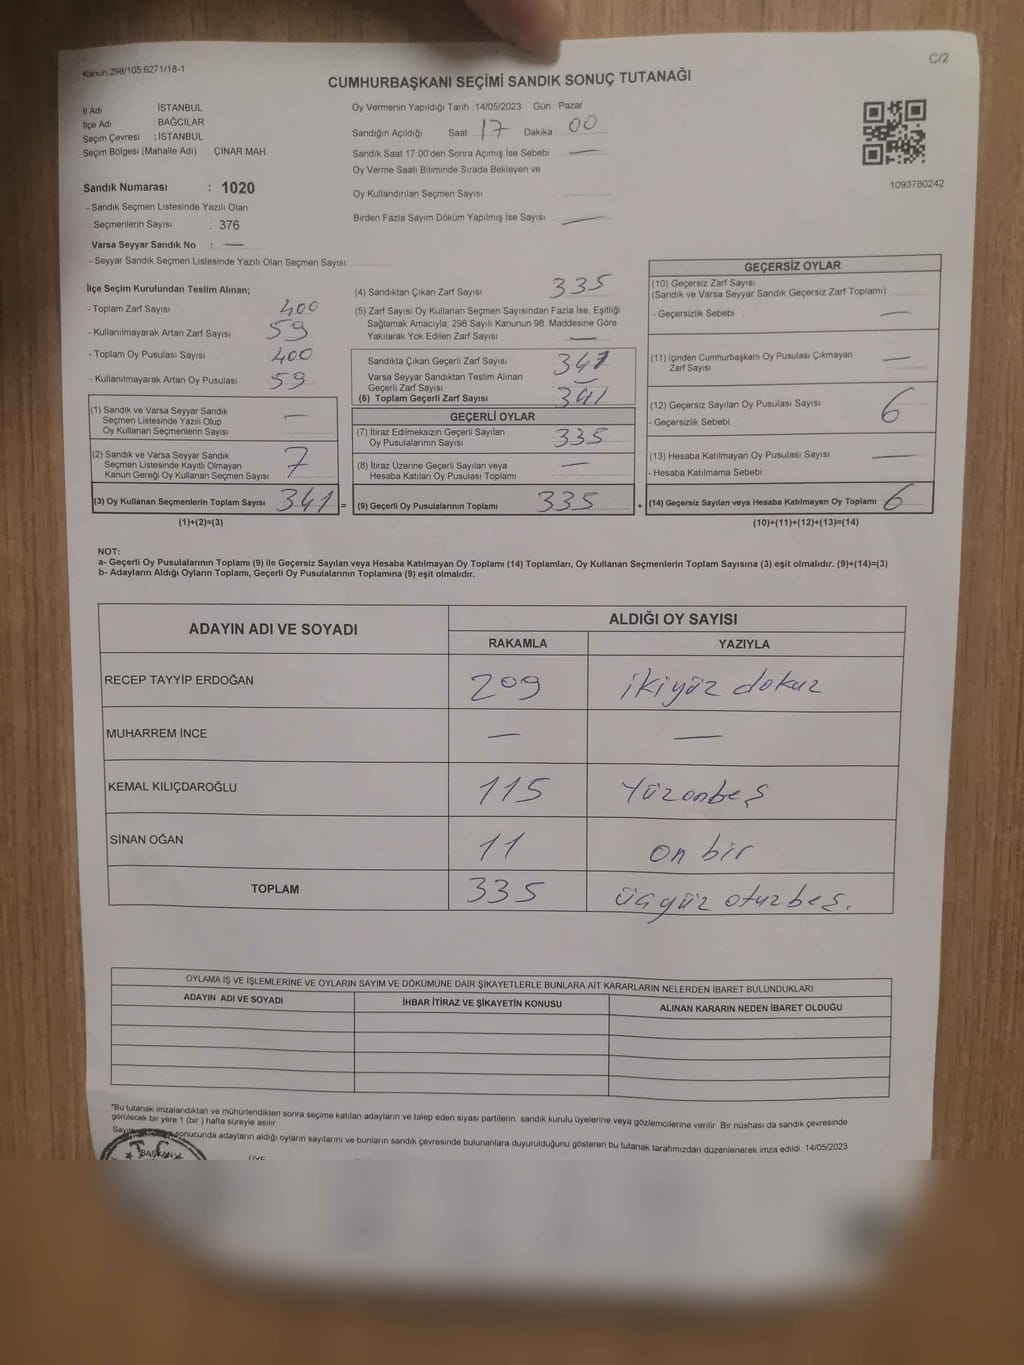 Kanun:298/105;6271/18-1
C/2
CUMHURBAŞKANI SEÇİMİ SANDIK SONUÇ TUTANAĞI
İl Adı İSTANBUL
İlçe Adı BAĞCILAR
Seçim Çevresi : İSTANBUL
Seçim Bölgesi (Mahalle Adı) : ÇINAR MAH.
Sandık Numarası : 1020
- Sandık Seçmen Listesinde Yazılı Olan
Seçmenlerin Sayısı : 376
Varsa Seyyar Sandık No : —
- Seyyar Sandık Seçmen Listesinde Yazılı Olan Seçmen Sayısı:
Oy Vermenin Yapıldığı Tarih : 14/05/2023 Gün : Pazar
Sandığın Açıldığı Saat : 17 Dakika : 00
Sandık Saat 17:00'den Sonra Açımış İse Sebebi : —
Oy Verme Saati Bitiminde Sırada Bekleyen ve
Oy Kullandırılan Seçmen Sayısı :
Birden Fazla Sayım Döküm Yapılmış İse Sayısı : —
1093780242
İlçe Seçim Kurulundan Teslim Alınan;
- Toplam Zarf Sayısı : 400
- Kullanılmayarak Artan Zarf Sayısı : 59
- Toplam Oy Pusulası Sayısı : 400
- Kullanılmayarak Artan Oy Pusulası : 59
(1) Sandık ve Varsa Seyyar Sandık
Seçmen Listesinde Yazılı Olup
Oy Kullanan Seçmenlerin Sayısı : —
(2) Sandık ve Varsa Seyyar Sandık
Seçmen Listesinde Kayıtlı Olmayan
Kanun Gereği Oy Kullanan Seçmen Sayısı : 7
(3) Oy Kullanan Seçmenlerin Toplam Sayısı : 341 =
(1)+(2)=(3)
(4) Sandıktan Çıkan Zarf Sayısı : 335
(5) Zarf Sayısı Oy Kullanan Seçmen Sayısından Fazla İse, Eşitliği
Sağlamak Amacıyla; 298 Sayılı Kanunun 98. Maddesine Göre
Yakılarak Yok Edilen Zarf Sayısı : —
Sandıkta Çıkan Geçerli Zarf Sayısı : 341
Varsa Seyyar Sandıktan Teslim Alınan
Geçerli Zarf Sayısı : —
(6) Toplam Geçerli Zarf Sayısı : 341
GEÇERLİ OYLAR
(7) İtiraz Edilmeksizin Geçerli Sayılan
Oy Pusulalarının Sayısı : 335
(8) İtiraz Üzerine Geçerli Sayılan veya
Hesaba Katılan Oy Pusulası Toplamı : —
(9) Geçerli Oy Pusulalarının Toplamı : 335 +
GEÇERSİZ OYLAR
(10) Geçersiz Zarf Sayısı
(Sandık ve Varsa Seyyar Sandık Geçersiz Zarf Toplamı) :
- Geçersizlik Sebebi : —
(11) İçinden Cumhurbaşkanı Oy Pusulası Çıkmayan
Zarf Sayısı : —
(12) Geçersiz Sayılan Oy Pusulası Sayısı : 6
- Geçersizlik Sebebi :
(13) Hesaba Katılmayan Oy Pusulası Sayısı : —
- Hesaba Katılmama Sebebi :
(14) Geçersiz Sayılan veya Hesaba Katılmayan Oy Toplamı : 6
(10)+(11)+(12)+(13)=(14)
NOT:
a- Geçerli Oy Pusulalarının Toplamı (9) ile Geçersiz Sayılan veya Hesaba Katılmayan Oy Toplamı (14) Toplamları, Oy Kullanan Seçmenlerin Toplam Sayısına (3) eşit olmalıdır. (9)+(14)=(3)
b- Adayların Aldığı Oyların Toplamı, Geçerli Oy Pusulalarının Toplamına (9) eşit olmalıdır.
ADAYIN ADI VE SOYADI ALDIĞI OY SAYISI
RAKAMLA YAZIYLA
RECEP TAYYİP ERDOĞAN 209 ikiyüz dokuz
MUHARREM İNCE — —
KEMAL KILIÇDAROĞLU 115 Yüzonbeş
SİNAN OĞAN 11 on bir
TOPLAM 335 üçyüz otuzbeş.
OYLAMA İŞ VE İŞLEMLERİNE VE OYLARIN SAYIM VE DÖKÜMÜNE DAİR ŞİKAYETLERLE BUNLARA AİT KARARLARIN NELERDEN İBARET BULUNDUKLARI
ADAYIN ADI VE SOYADI İHBAR İTİRAZ VE ŞİKAYETİN KONUSU ALINAN KARARIN NEDEN İBARET OLDUĞU
*Bu tutanak imzalandıktan ve mühürlendikten sonra seçime katılan adayların ve talep eden siyasi partilerin sandık kurulu üyelerine veya gözlemcilerine verilir. Bir nüshası da sandık çevresinde
görülecek bir yere 1 (bir) hafta süreyle asılır.
Sayım sonucunda adayların aldığı oyların sayılarını ve bunların sandık çevresinde bulunanlara duyurulduğunu gösteren bu tutanak tarafımızdan düzenlenerek imza edildi. 14/05/2023
T.C.
BAŞKAN
ÜYE